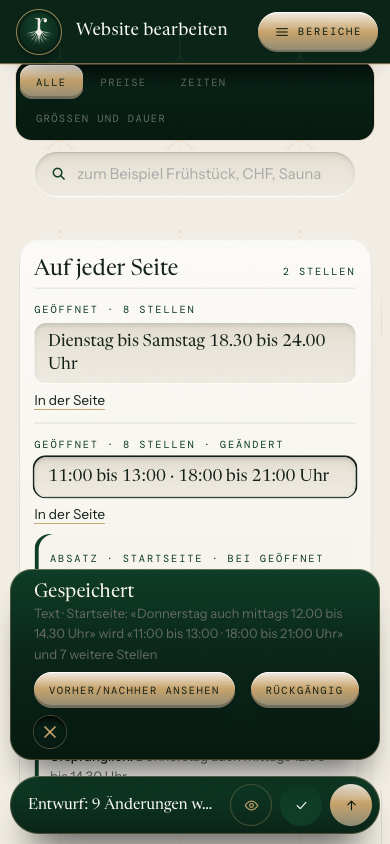 r
Website bearbeiten
BEREICHE
ALLE PREISE ZEITEN
GRÖSSEN UND DAUER
zum Beispiel Frühstück, CHF, Sauna
Auf jeder Seite
2 STELLEN
GEÖFFNET · 8 STELLEN
Dienstag bis Samstag 18.30 bis 24.00
Uhr
In der Seite
GEÖFFNET · 8 STELLEN · GEÄNDERT
11:00 bis 13:00 · 18:00 bis 21:00 Uhr
In der Seite
ABSATZ · STARTSEITE · BEI GEÖFFNET
Gespeichert
Text · Startseite: «Donnerstag auch mittags 12.00 bis
14.30 Uhr» wird «11:00 bis 13:00 · 18:00 bis 21:00 Uhr»
und 7 weitere Stellen
VORHER/NACHHER ANSEHEN
RÜCKGÄNGIG
bis 14.30 Uhr
Entwurf: 9 Änderungen w...